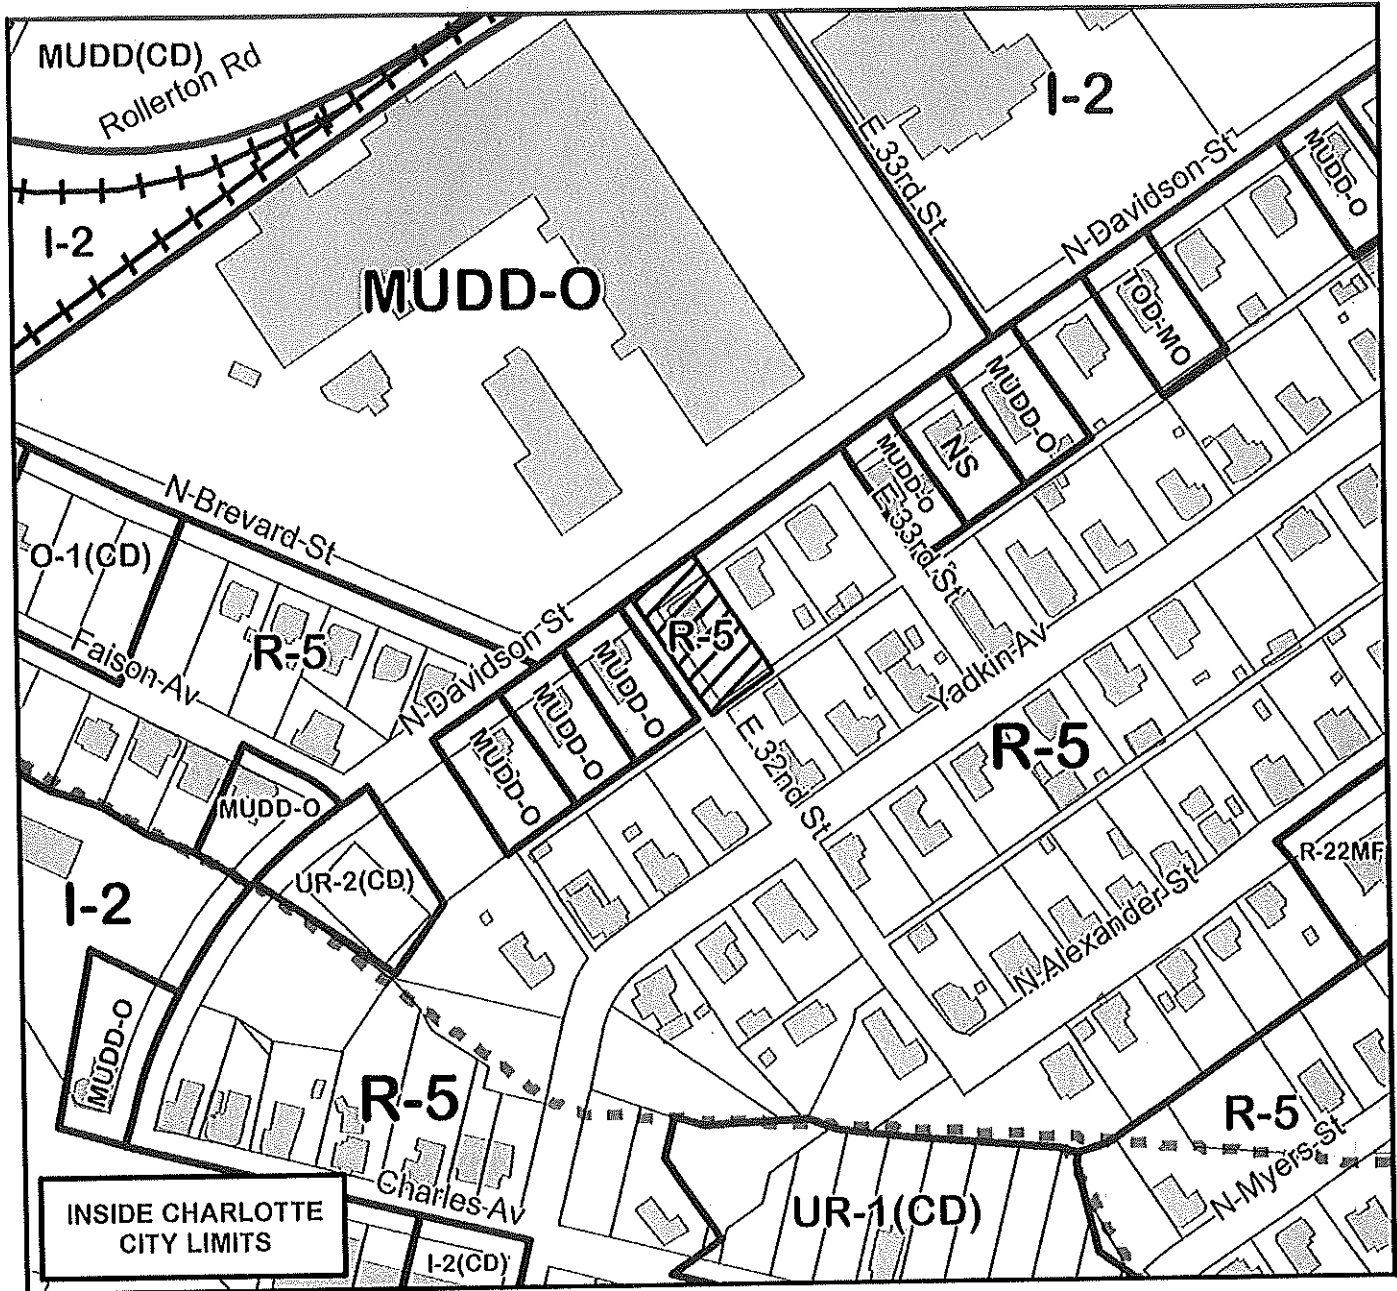 MUDD(CD)
Rollerton Rd
I-2
E 33rd St
N Davidson St
MUDD-O
I-2
MUDD-O
TOD-MO
MUDD-O
NS
MUDD-O
E 33rd St
N Brevard St
O-1(CD)
R-5
Faison Av
N Davidson St
R-5
MUDD-O
MUDD-O
MUDD-O
Yadkin Av
E 32nd St
R-5
MUDD-O
UR-2(CD)
R-22MF
I-2
N Alexander St
MUDD-O
R-5
R-5
N Myers St
Charles Av
UR-1(CD)
INSIDE CHARLOTTE
CITY LIMITS
I-2(CD)